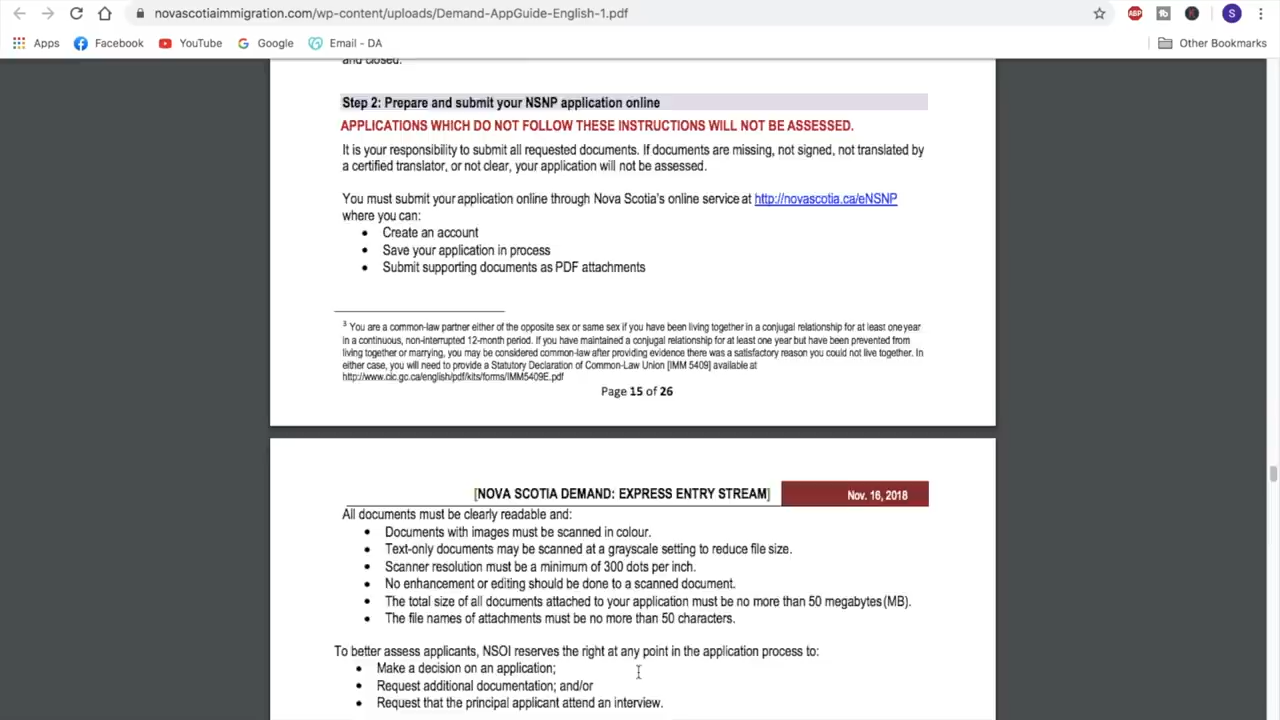 novascotiaimmigration.com/wp-content/uploads/Demand-AppGuide-English-1.pdf
ABP
S
Apps Facebook YouTube Google Email - DA Other Bookmarks
and closed.
Step 2: Prepare and submit your NSNP application online
APPLICATIONS WHICH DO NOT FOLLOW THESE INSTRUCTIONS WILL NOT BE ASSESSED.
It is your responsibility to submit all requested documents. If documents are missing, not signed, not translated by
a certified translator, or not clear, your application will not be assessed.
You must submit your application online through Nova Scotia's online service at http://novascotia.ca/eNSNP
where you can:
• Create an account
• Save your application in process
• Submit supporting documents as PDF attachments
3 You are a common-law partner either of the opposite sex or same sex if you have been living together in a conjugal relationship for at least one year
in a continuous, non-interrupted 12-month period. If you have maintained a conjugal relationship for at least one year but have been prevented from
living together or marrying, you may be considered common-law after providing evidence there was a satisfactory reason you could not live together. In
either case, you will need to provide a Statutory Declaration of Common-Law Union [IMM 5409] available at
http://www.cic.gc.ca/english/pdf/kits/forms/IMM5409E.pdf
Page 15 of 26
[NOVA SCOTIA DEMAND: EXPRESS ENTRY STREAM] Nov. 16, 2018
All documents must be clearly readable and:
• Documents with images must be scanned in colour.
• Text-only documents may be scanned at a grayscale setting to reduce file size.
• Scanner resolution must be a minimum of 300 dots per inch.
• No enhancement or editing should be done to a scanned document.
• The total size of all documents attached to your application must be no more than 50 megabytes (MB).
• The file names of attachments must be no more than 50 characters.
To better assess applicants, NSOI reserves the right at any point in the application process to:
• Make a decision on an application;
• Request additional documentation; and/or
• Request that the principal applicant attend an interview.